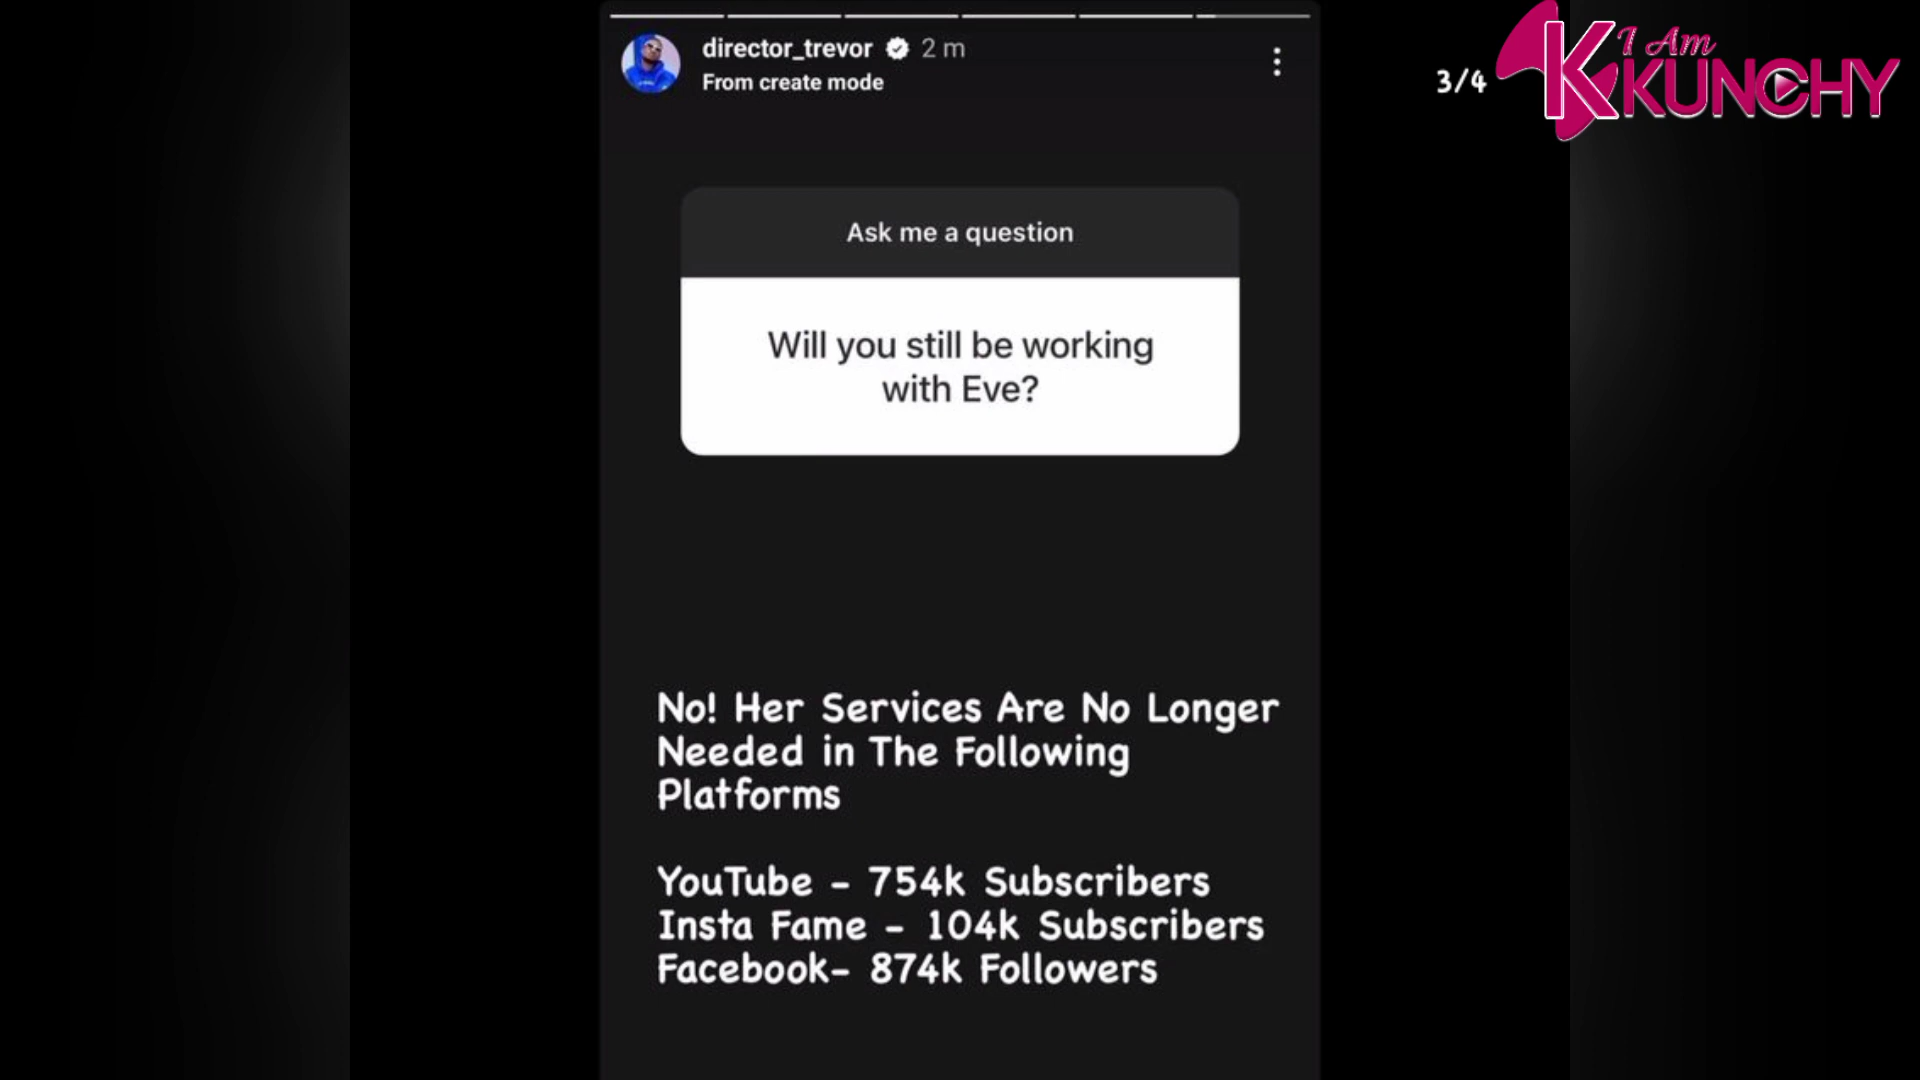 director_trevor 2 m
From create mode
3/4
I Am
K KUNCHY
Ask me a question
Will you still be working
with Eve?
No! Her Services Are No Longer
Needed in The Following
Platforms
YouTube - 754k Subscribers
Insta Fame - 104k Subscribers
Facebook- 874k Followers